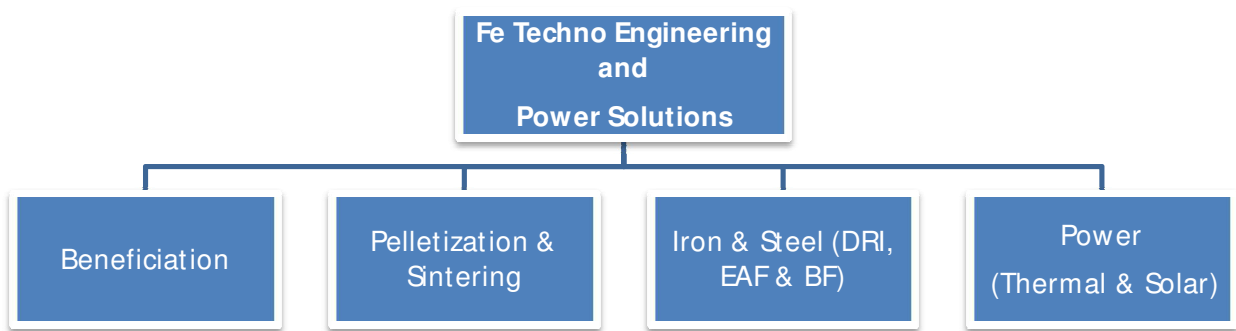 Fe Techno Engineering
and
Power Solutions
Beneficiation
Pelletization &
Sintering
Iron & Steel (DRI,
EAF & BF)
Power
(Thermal & Solar)